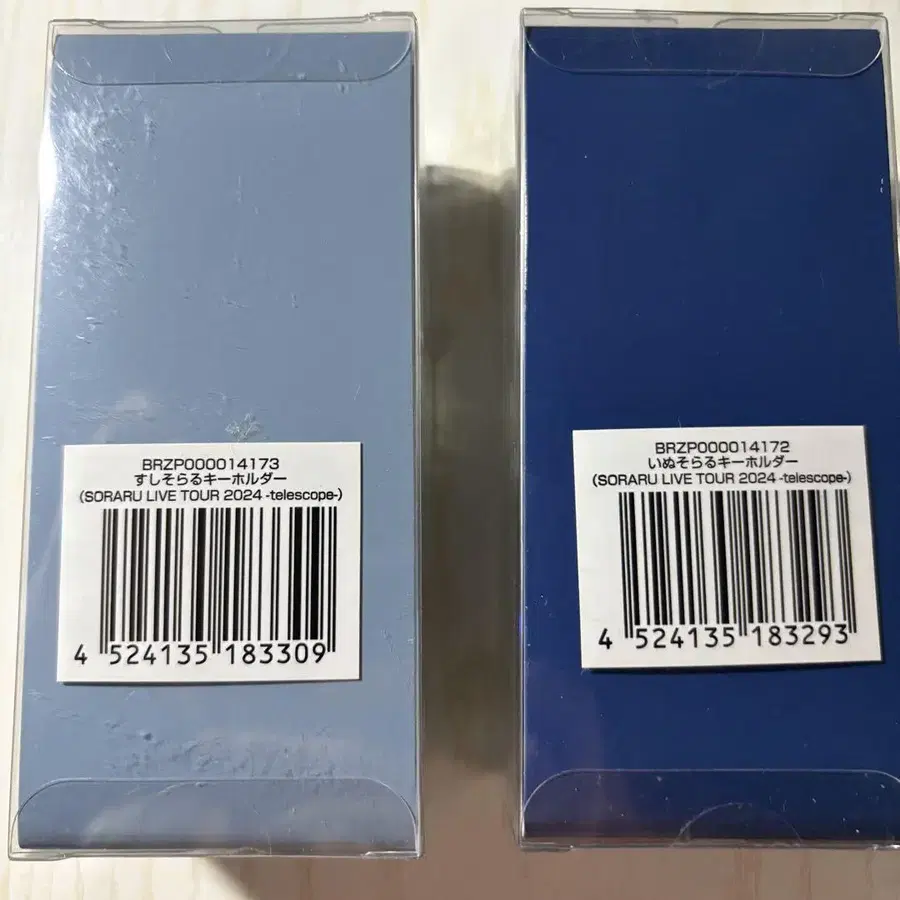 BRZP000014173
すしそらるキーホルダー
(SORARU LIVE TOUR 2024 -telescope-)
4 524135 183309
BRZP000014172
いぬそらるキーホルダー
(SORARU LIVE TOUR 2024 -telescope-)
4 524135 183293